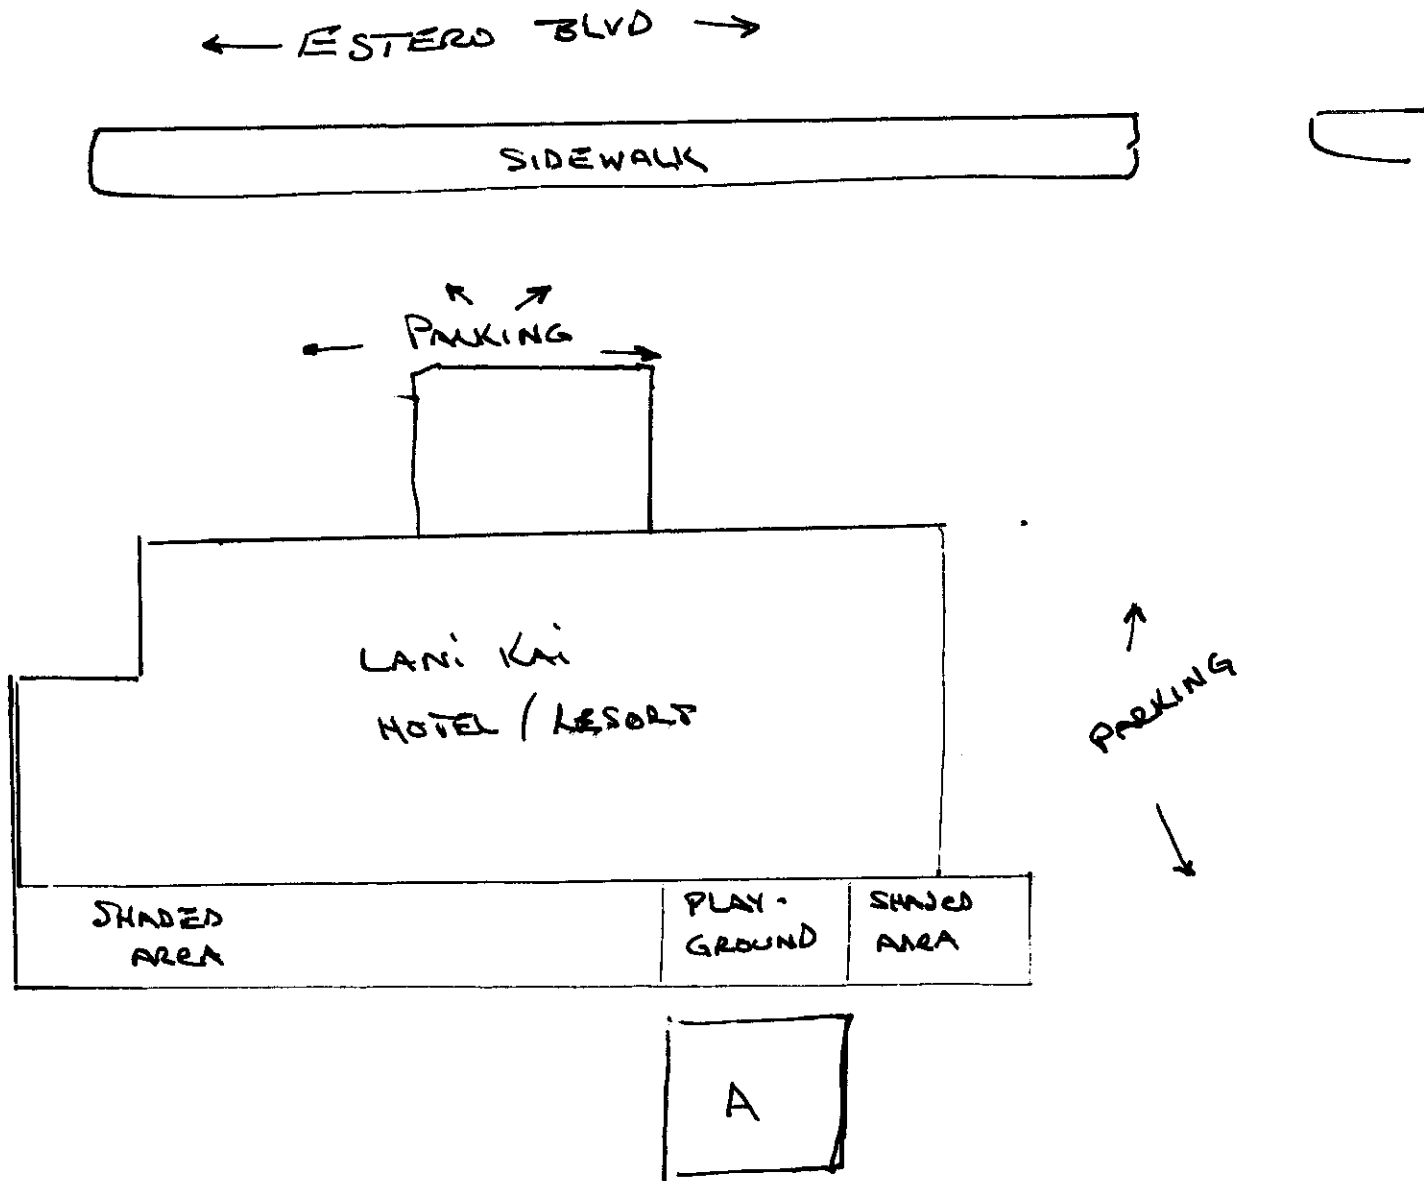 ESTERO BLVD
SIDEWALK
PARKING
LANI KAI
HOTEL / RESORT
PARKING
SHADED
AREA
PLAY-
GROUND
SHADED
AREA
A